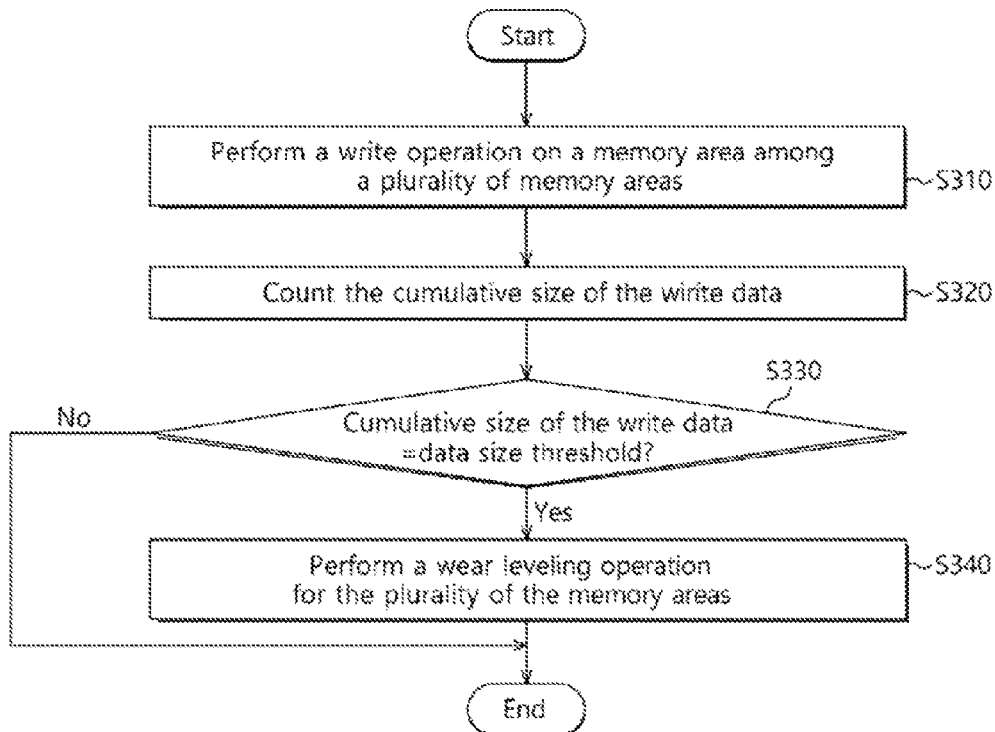 Start
Perform a write operation on a memory area among
a plurality of memory areas
S310
Count the cumulative size of the wirite data
S320
S330
No
Cumulative size of the write data
=data size threshold?
Yes
Perform a wear leveling operation
for the plurality of the memory areas
S340
End